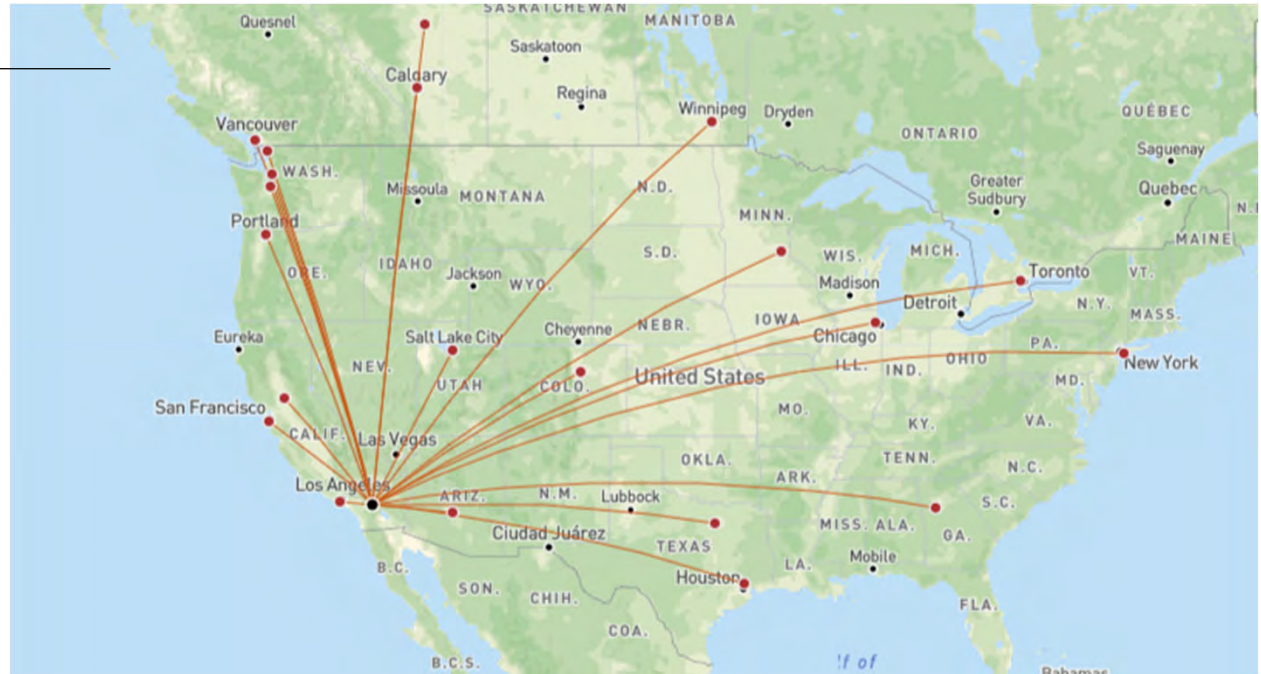 SASKATCHEWAN
MANITOBA
Quesnel
Saskatoon
Calgary
Regina
Winnipeg
Dryden
QUÉBEC
Vancouver
ONTARIO
Saguenay
WASH.
Missoula
MONTANA
N.D.
Greater
Sudbury
Quebec
Portland
MINN.
MAINE
ORE.
IDAHO
Jackson
WYO.
S.D.
WIS.
MICH.
Toronto
VT.
Madison
Detroit
N.Y.
MASS.
Eureka
Salt Lake City
Cheyenne
NEBR.
IOWA
Chicago
PA.
NEV.
UTAH
COLO.
United States
ILL.
IND.
OHIO
New York
MD.
San Francisco
CALIF.
Las Vegas
MO.
KY.
VA.
OKLA.
TENN.
N.C.
Los Angeles
ARIZ.
N.M.
Lubbock
ARK.
S.C.
Ciudad Juárez
TEXAS
MISS.
ALA.
GA.
B.C.
SON.
CHIH.
Houston
LA.
Mobile
FLA.
COA.
B.C.S.
f of
Bahamas